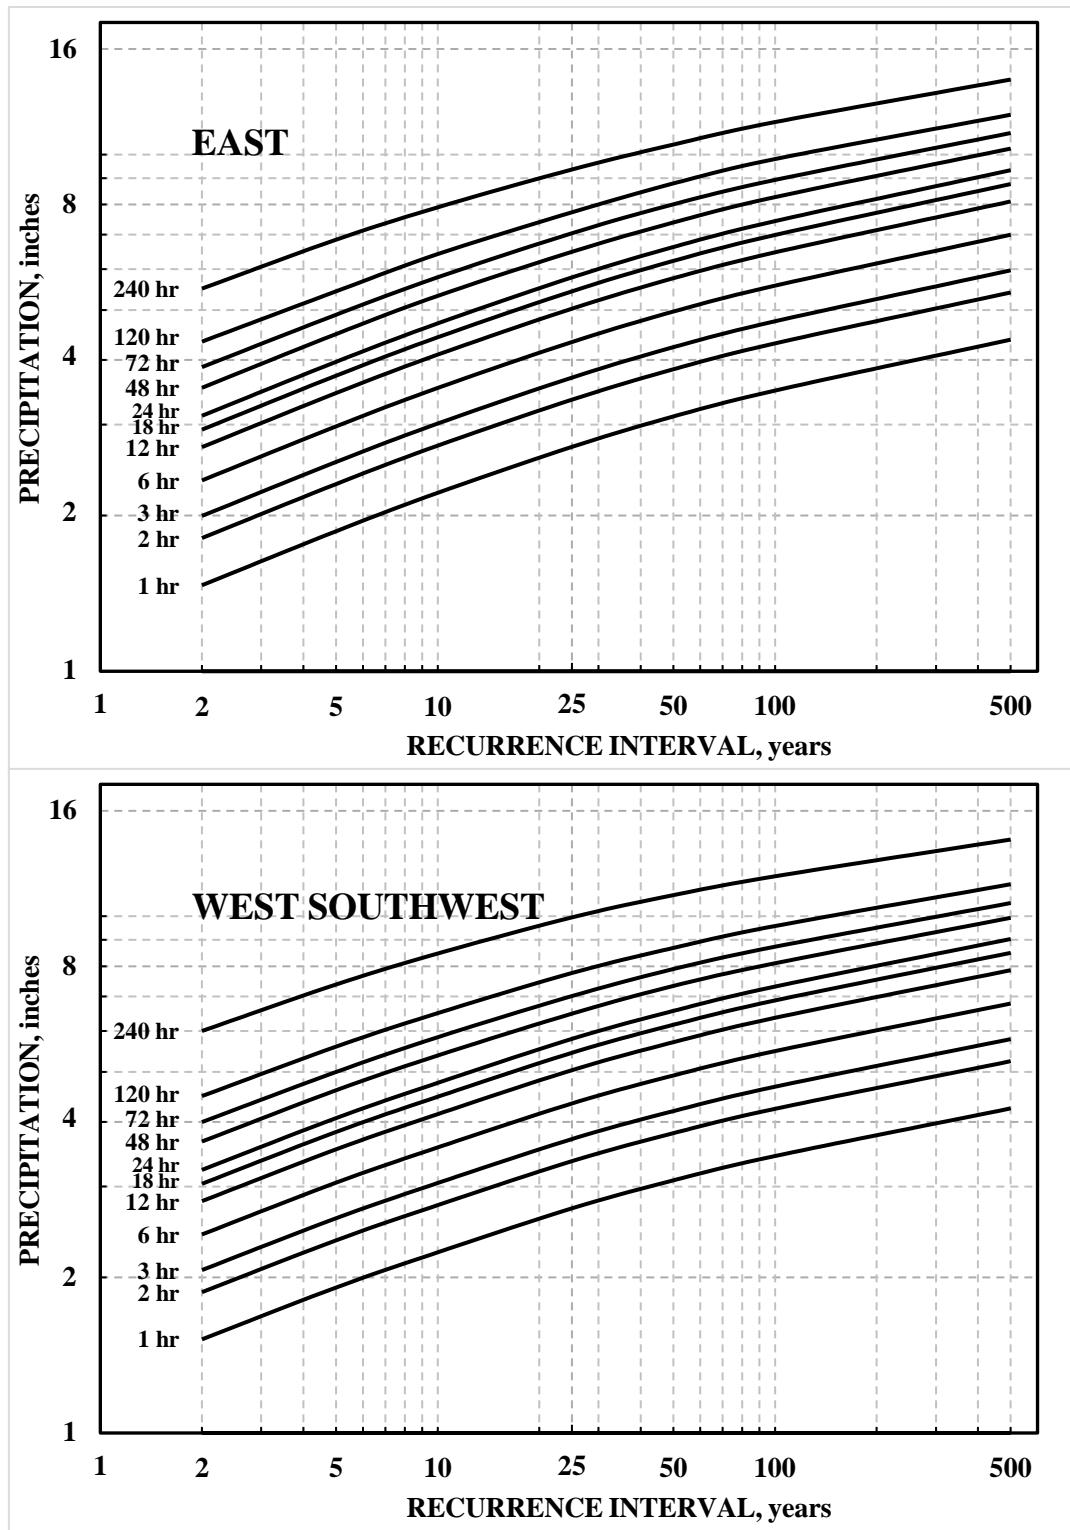 16
EAST
8
240 hr
120 hr
72 hr
4
48 hr
24 hr
18 hr
12 hr
6 hr
3 hr
2
2 hr
1 hr
1
PRECIPITATION, inches
1 2 5 10 25 50 100 500
RECURRENCE INTERVAL, years
16
WEST SOUTHWEST
8
240 hr
120 hr
72 hr
4
48 hr
24 hr
18 hr
12 hr
6 hr
3 hr
2
2 hr
1 hr
1
PRECIPITATION, inches
1 2 5 10 25 50 100 500
RECURRENCE INTERVAL, years